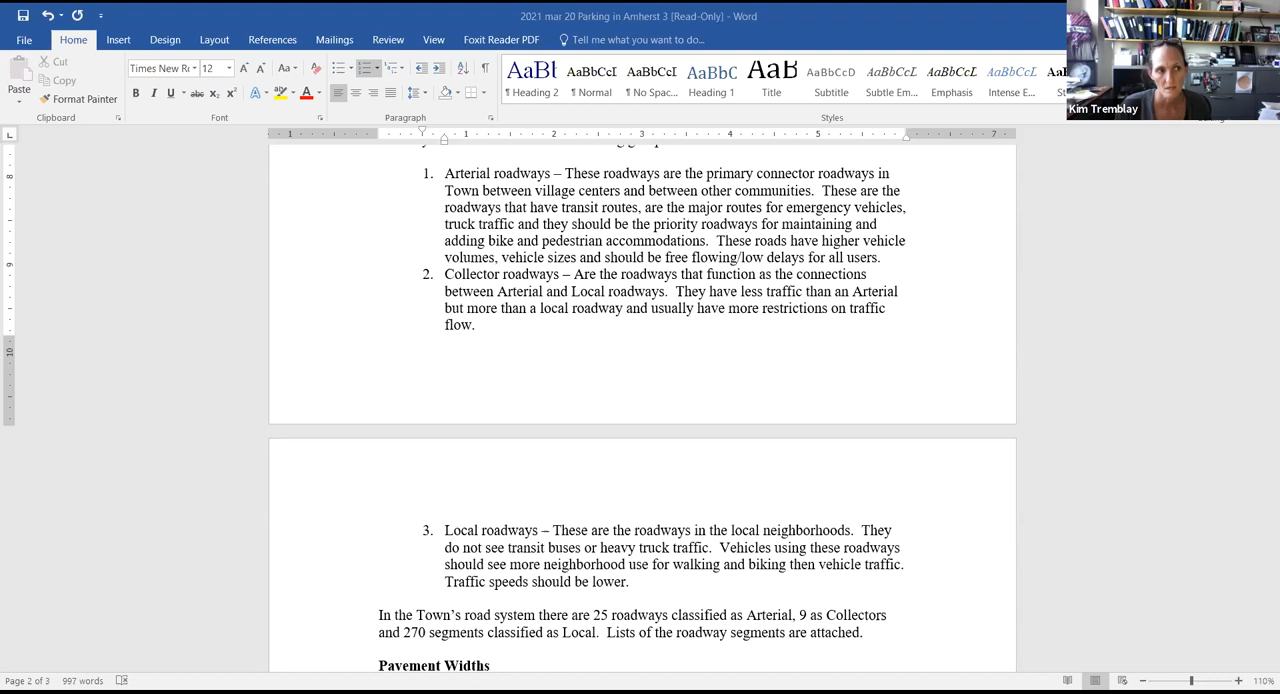 2021 mar 20 Parking in Amherst 3 [Read-Only] - Word
File Home Insert Design Layout References Mailings Review View Foxit Reader PDF Tell me what you want to do...
Cut
Copy
Paste
Format Painter
Times New Ro 12
AaBl AaBbCcI AaBbCcI AaBbC AaB AaBbCcD AaBbCcL AaBbCcL AaBbCcL
¶ Heading 2 ¶ Normal ¶ No Spac... Heading 1 Title Subtitle Subtle Em... Emphasis Intense E...
Clipboard Font Paragraph Styles
Kim Tremblay
1. Arterial roadways – These roadways are the primary connector roadways in
Town between village centers and between other communities.  These are the
roadways that have transit routes, are the major routes for emergency vehicles,
truck traffic and they should be the priority roadways for maintaining and
adding bike and pedestrian accommodations.  These roads have higher vehicle
volumes, vehicle sizes and should be free flowing/low delays for all users.
2. Collector roadways – Are the roadways that function as the connections
between Arterial and Local roadways.  They have less traffic than an Arterial
but more than a local roadway and usually have more restrictions on traffic
flow.
3. Local roadways – These are the roadways in the local neighborhoods.  They
do not see transit buses or heavy truck traffic.  Vehicles using these roadways
should see more neighborhood use for walking and biking then vehicle traffic.
Traffic speeds should be lower.
In the Town's road system there are 25 roadways classified as Arterial, 9 as Collectors
and 270 segments classified as Local.  Lists of the roadway segments are attached.
Pavement Widths
Page 2 of 3 997 words 110%